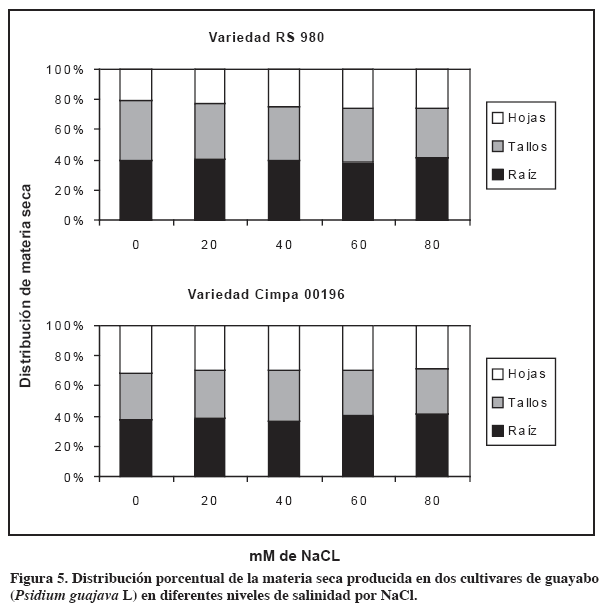 Variedad RS 980
100%
80%
60%
40%
20%
0%
0 20 40 60 80
Hojas
Tallos
Raíz
Distribución de materia seca
Variedad Cimpa 00196
100%
80%
60%
40%
20%
0%
0 20 40 60 80
Hojas
Tallos
Raíz
mM de NaCL
Figura 5. Distribución porcentual de la materia seca producida en dos cultivares de guayabo
(Psidium guajava L) en diferentes niveles de salinidad por NaCl.